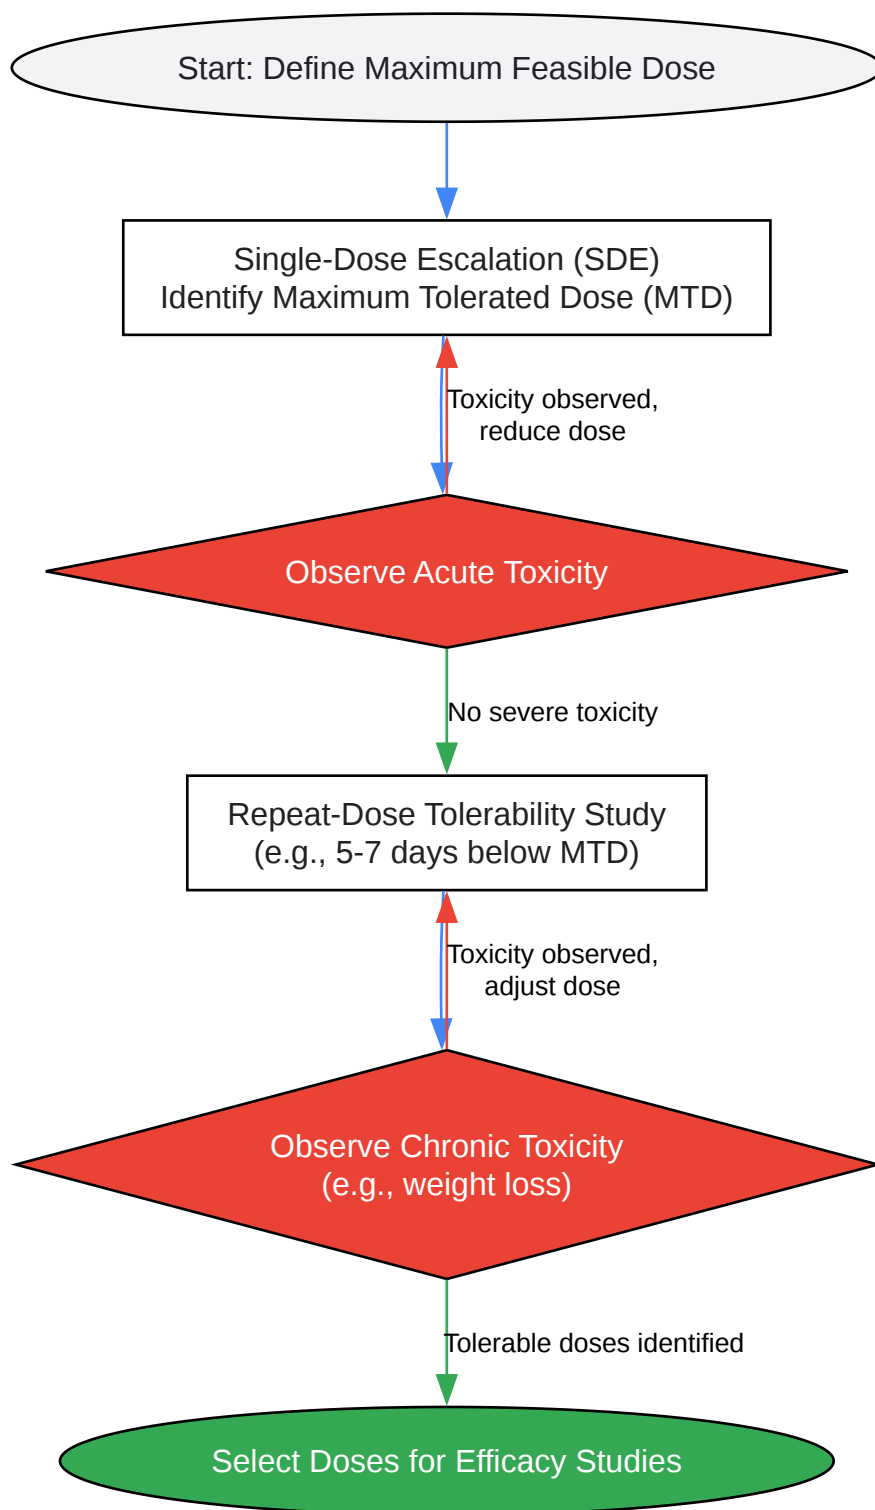 Start: Define Maximum Feasible Dose
Single-Dose Escalation (SDE)
Identify Maximum Tolerated Dose (MTD)
Toxicity observed,
reduce dose
Observe Acute Toxicity
No severe toxicity
Repeat-Dose Tolerability Study
(e.g., 5-7 days below MTD)
Toxicity observed,
adjust dose
Observe Chronic Toxicity
(e.g., weight loss)
Tolerable doses identified
Select Doses for Efficacy Studies